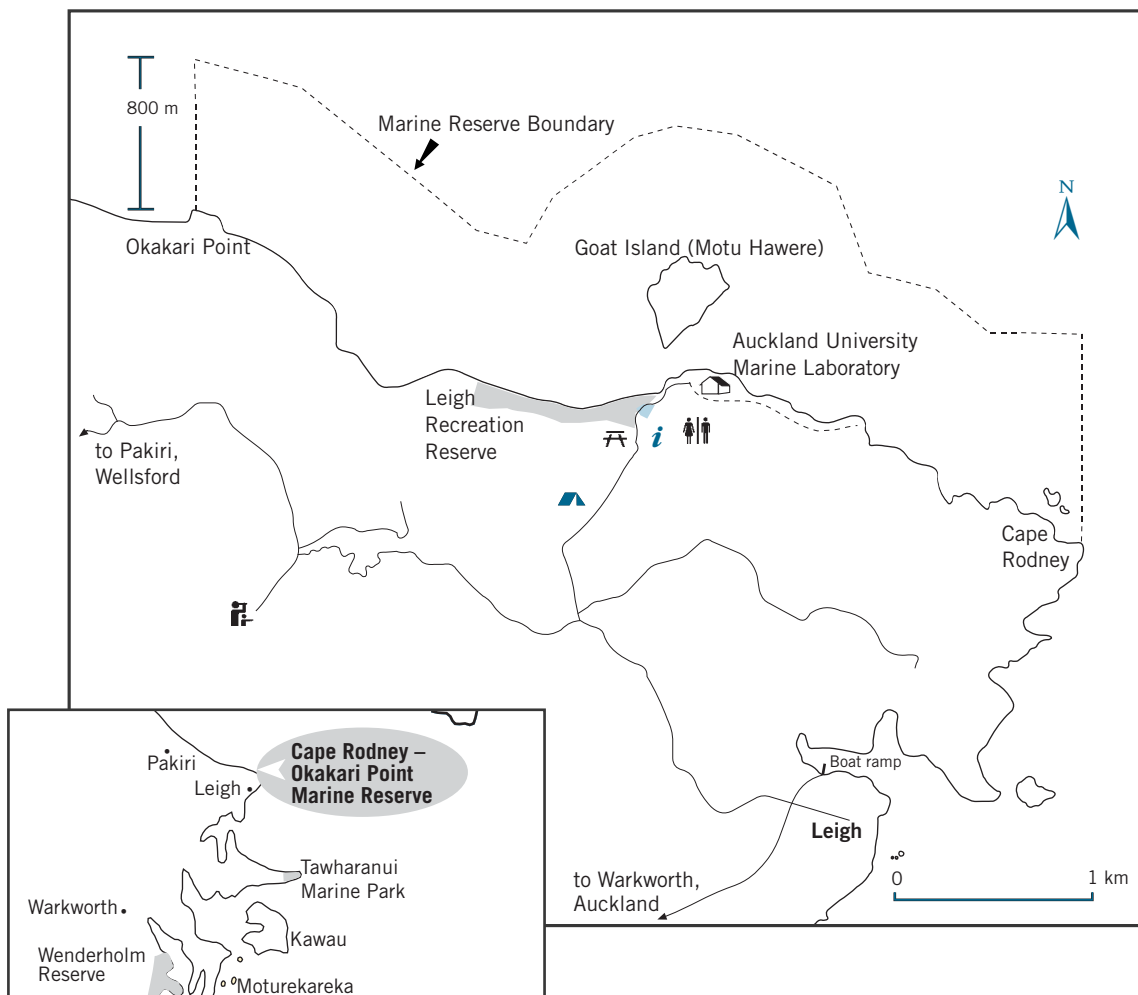 800 m
Marine Reserve Boundary
N
Okakari Point
Goat Island (Motu Hawere)
Auckland University
Marine Laboratory
Leigh
Recreation
Reserve
i
to Pakiri,
Wellsford
Cape
Rodney
Boat ramp
Leigh
0
1 km
to Warkworth,
Auckland
Pakiri
Leigh
Cape Rodney –
Okakari Point
Marine Reserve
Tawharanui
Marine Park
Warkworth
Kawau
Wenderholm
Reserve
Moturekareka